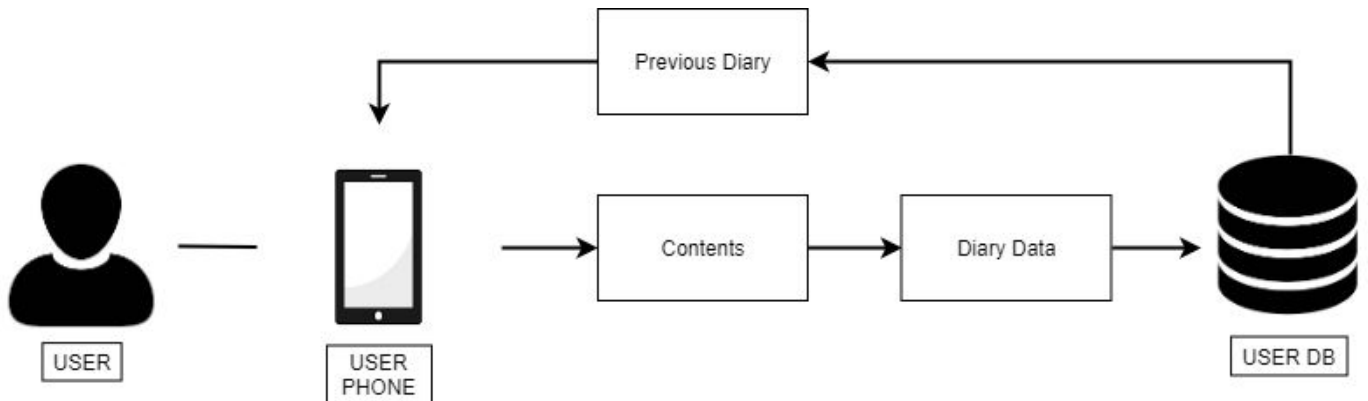 Previous Diary
Contents
Diary Data
USER
USER
PHONE
USER DB